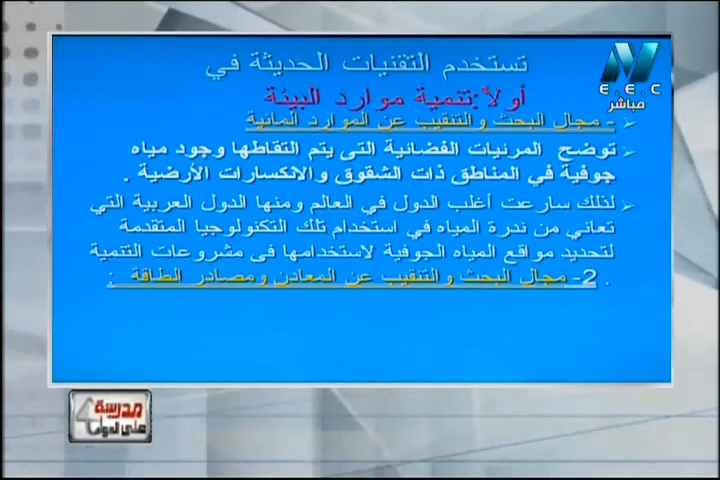 تستخدم التقنيات الحديثة في
أولاً:تنمية موارد البيئة
- مجال البحث والتنقيب عن الموارد المائية
توضح المرئيات الفضائية التى يتم التقاطها وجود مياه
جوفية في المناطق ذات الشقوق والانكسارات الأرضية .
لذلك سارعت أغلب الدول في العالم ومنها الدول العربية التي
تعاني من ندرة المياه في استخدام تلك التكنولوجيا المتقدمة
لتحديد مواقع المياه الجوفية لاستخدامها فى مشروعات التنمية
.
2- مجال البحث والتنقيب عن المعادن ومصادر الطاقة :
E.E.C
مباشر
مدرسة
على الهواء